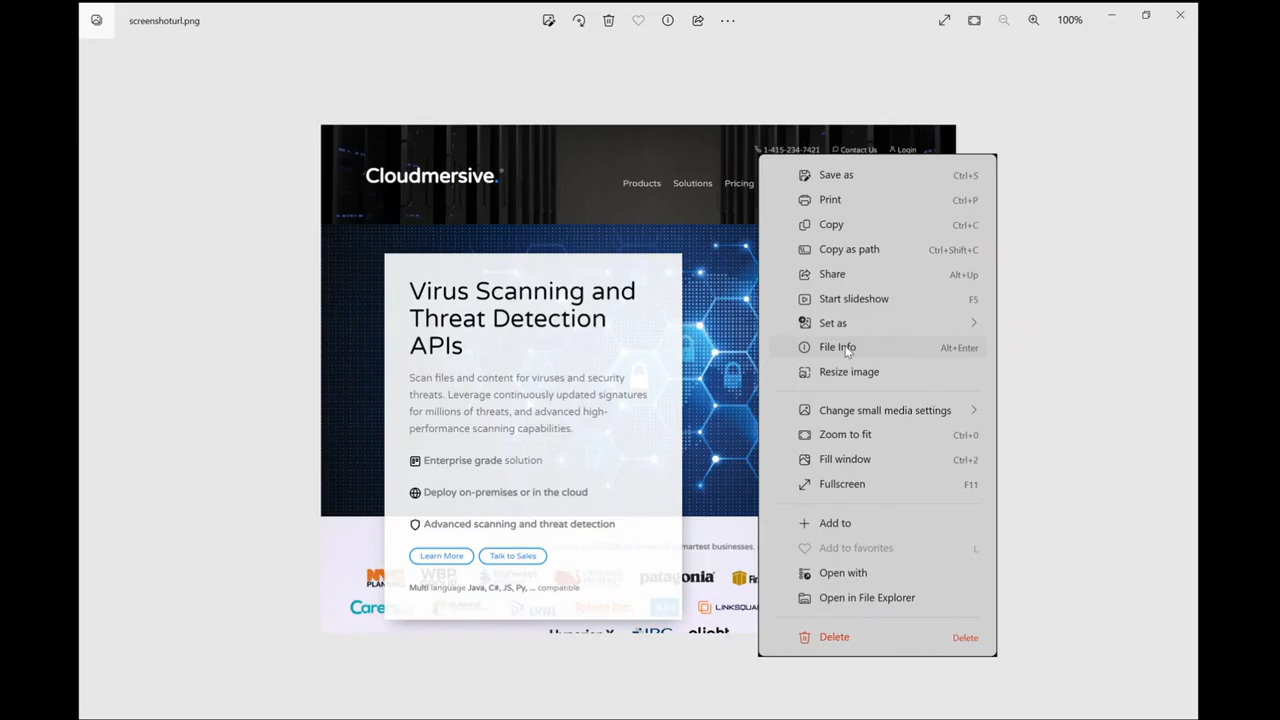 screenshoturl.png
100%
1-415-234-7421 Contact Us Login
Cloudmersive.
Products Solutions Pricing
Virus Scanning and
Threat Detection
APIs
Scan files and content for viruses and security
threats. Leverage continuously updated signatures
for millions of threats, and advanced high-
performance scanning capabilities.
Enterprise grade solution
Deploy on-premises or in the cloud
Advanced scanning and threat detection
Learn More Talk to Sales
Multi language Java, C#, JS, Py, ... compatible
smartest businesses.
WBP
GROUP
patagonia
LINKSQUA
Save as Ctrl+S
Print Ctrl+P
Copy Ctrl+C
Copy as path Ctrl+Shift+C
Share Alt+Up
Start slideshow F5
Set as
File Info Alt+Enter
Resize image
Change small media settings
Zoom to fit Ctrl+0
Fill window Ctrl+2
Fullscreen F11
Add to
Add to favorites L
Open with
Open in File Explorer
Delete Delete